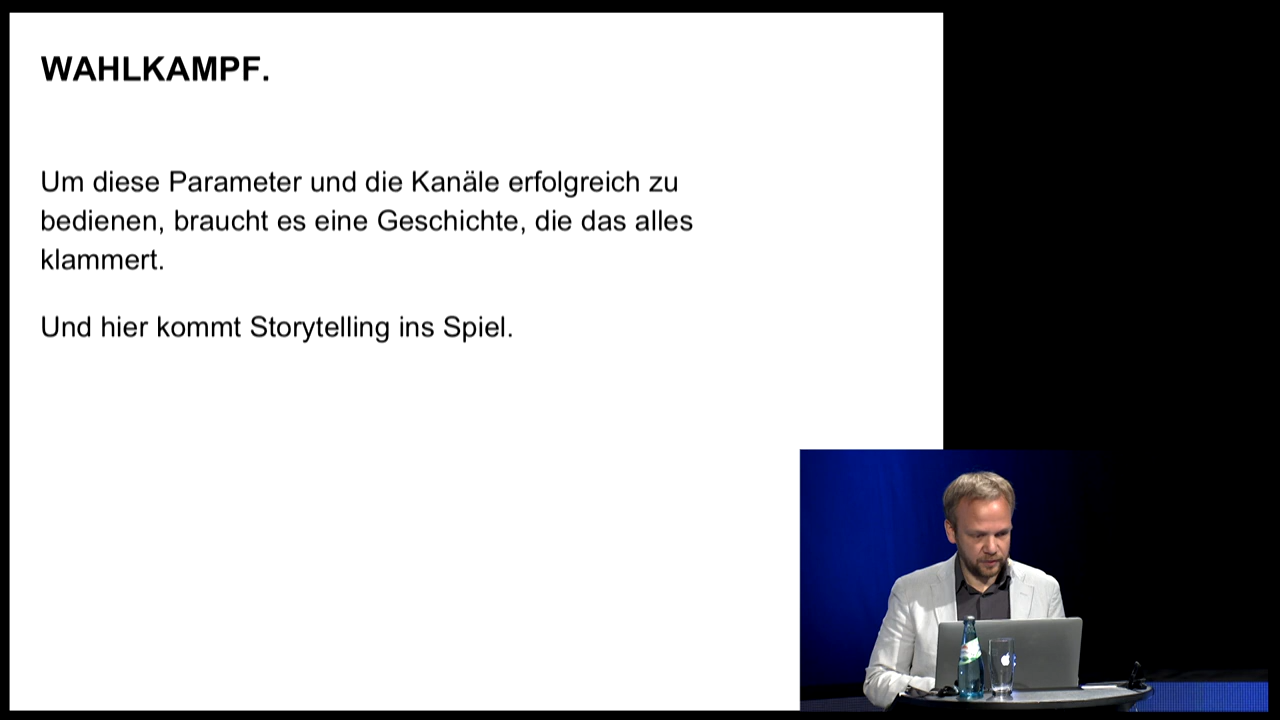 WAHLKAMPF.
Um diese Parameter und die Kanäle erfolgreich zu
bedienen, braucht es eine Geschichte, die das alles
klammert.
Und hier kommt Storytelling ins Spiel.